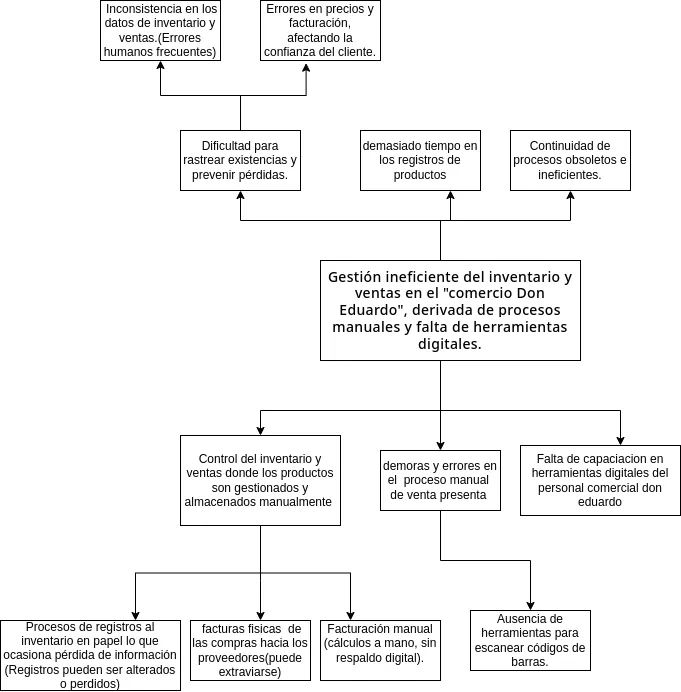 Inconsistencia en los
datos de inventario y
ventas.(Errores
humanos frecuentes)
Errores en precios y
facturación,
afectando la
confianza del cliente.
Dificultad para
rastrear existencias y
prevenir pérdidas.
demasiado tiempo en
los registros de
productos
Continuidad de
procesos obsoletos e
ineficientes.
Gestión ineficiente del inventario y
ventas en el "comercio Don
Eduardo", derivada de procesos
manuales y falta de herramientas
digitales.
Control del inventario y
ventas donde los productos
son gestionados y
almacenados manualmente
demoras y errores en
el proceso manual
de venta presenta
Falta de capaciacion en
herramientas digitales del
personal comercial don
eduardo
Procesos de registros al
inventario en papel lo que
ocasiona pérdida de información
(Registros pueden ser alterados
o perdidos)
facturas fisicas de
las compras hacia los
proveedores(puede
extraviarse)
Facturación manual
(cálculos a mano, sin
respaldo digital).
Ausencia de
herramientas para
escanear códigos de
barras.